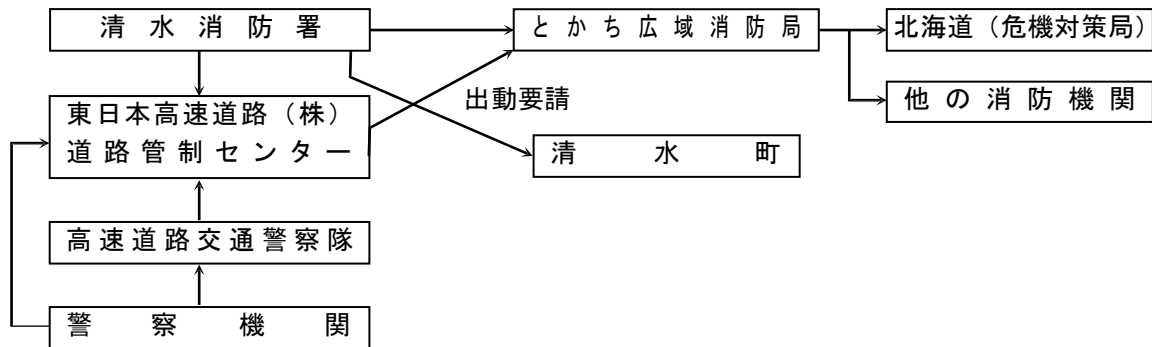 清水消防署
とかち広域消防局
北海道（危機対策局）
東日本高速道路（株）
道路管制センター
出動要請
他の消防機関
清水町
高速道路交通警察隊
警察機関